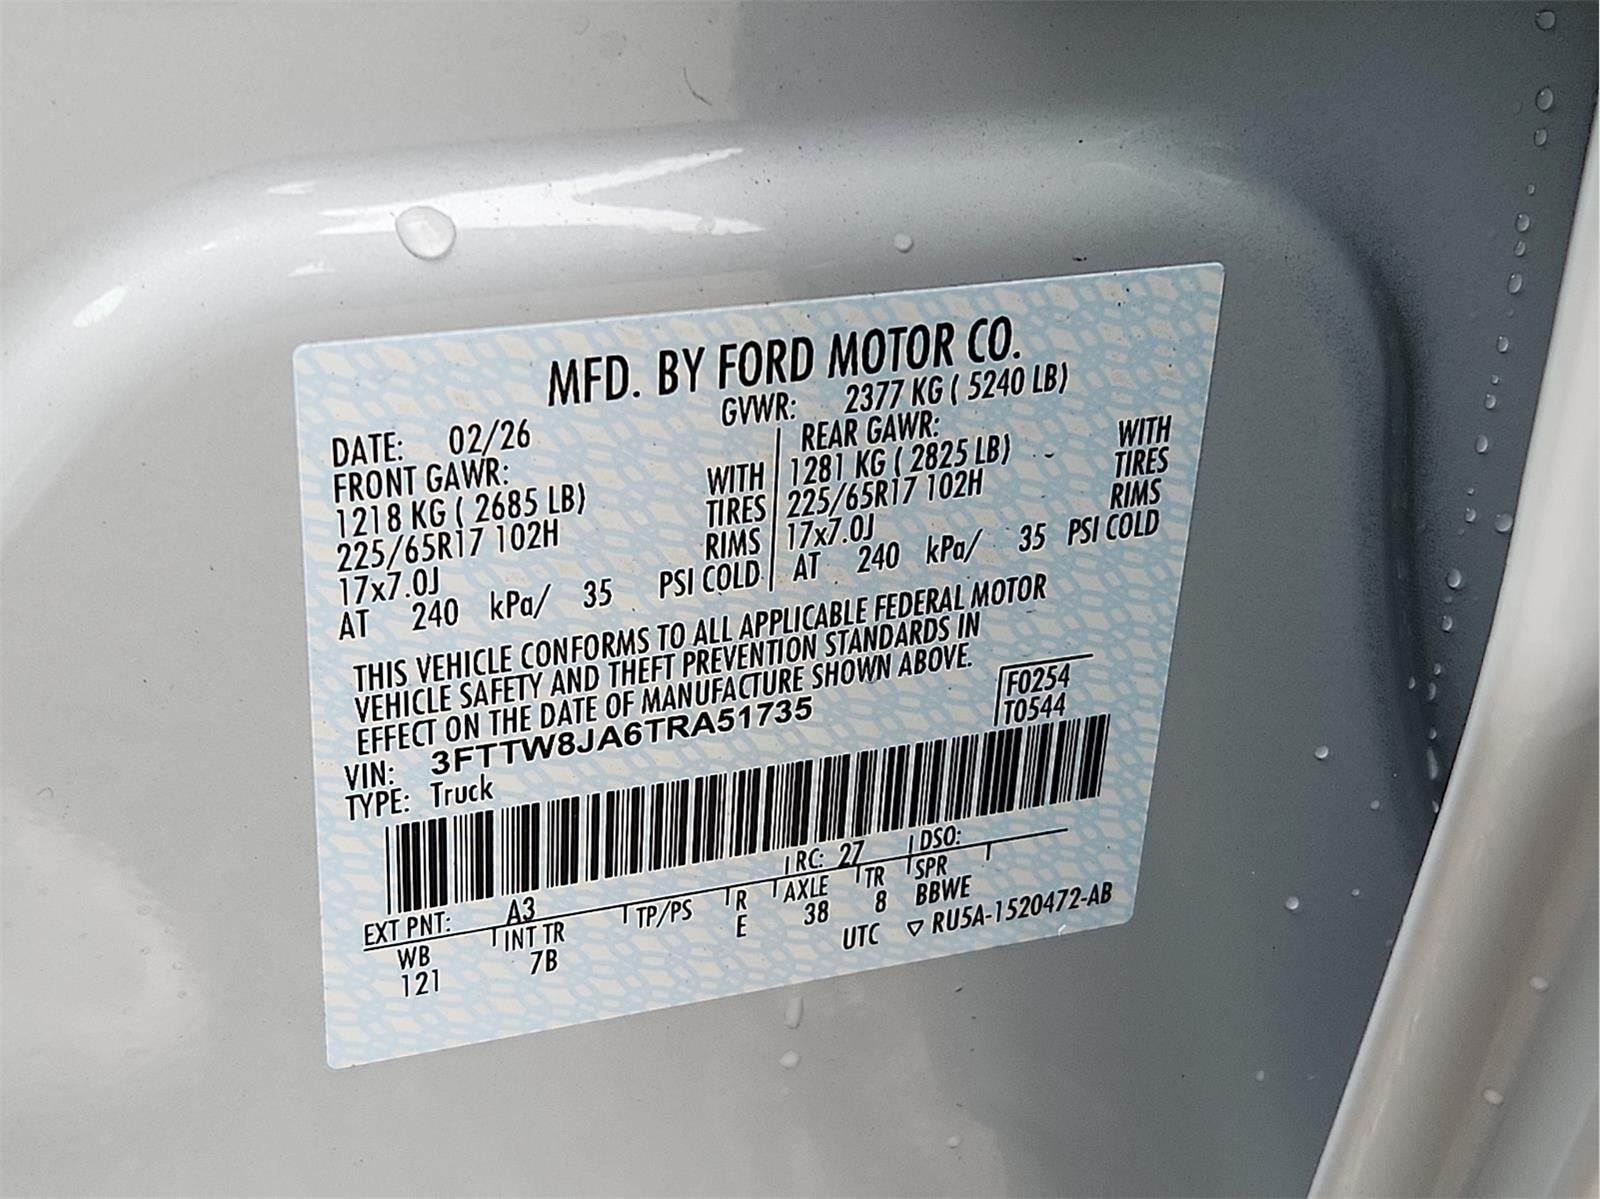 MFD. BY FORD MOTOR CO.
DATE: 02/26 GVWR: 2377 KG ( 5240 LB)
FRONT GAWR: REAR GAWR:
1218 KG ( 2685 LB) WITH 1281 KG ( 2825 LB) WITH
225/65R17 102H TIRES 225/65R17 102H TIRES
17x7.0J RIMS 17x7.0J RIMS
AT 240 kPa/ 35 PSI COLD AT 240 kPa/ 35 PSI COLD
THIS VEHICLE CONFORMS TO ALL APPLICABLE FEDERAL MOTOR
VEHICLE SAFETY AND THEFT PREVENTION STANDARDS IN
EFFECT ON THE DATE OF MANUFACTURE SHOWN ABOVE.
VIN: 3FTTW8JA6TRA51735 F0254
TYPE: Truck T0544
EXT PNT: A3 RC: 27 DSO:
WB INT TR TP/PS R AXLE TR SPR
121 7B E 38 8 BBWE
UTC ▽ RU5A-1520472-AB